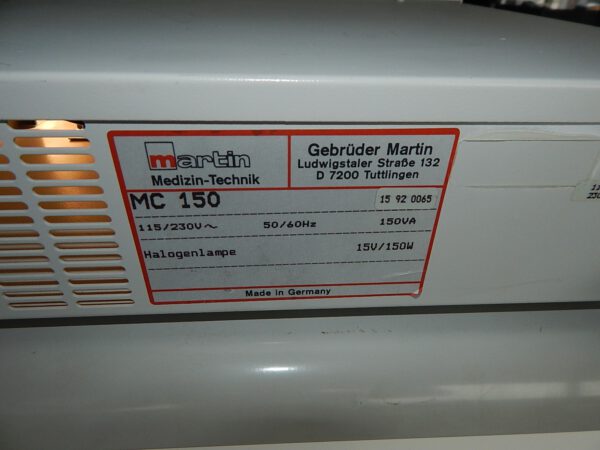 martin
Medizin-Technik
Gebrüder Martin
Ludwigstaler Straße 132
D 7200 Tuttlingen
MC 150
15 92 0065
115/230V~ 50/60Hz 150VA
Halogenlampe 15V/150W
Made in Germany